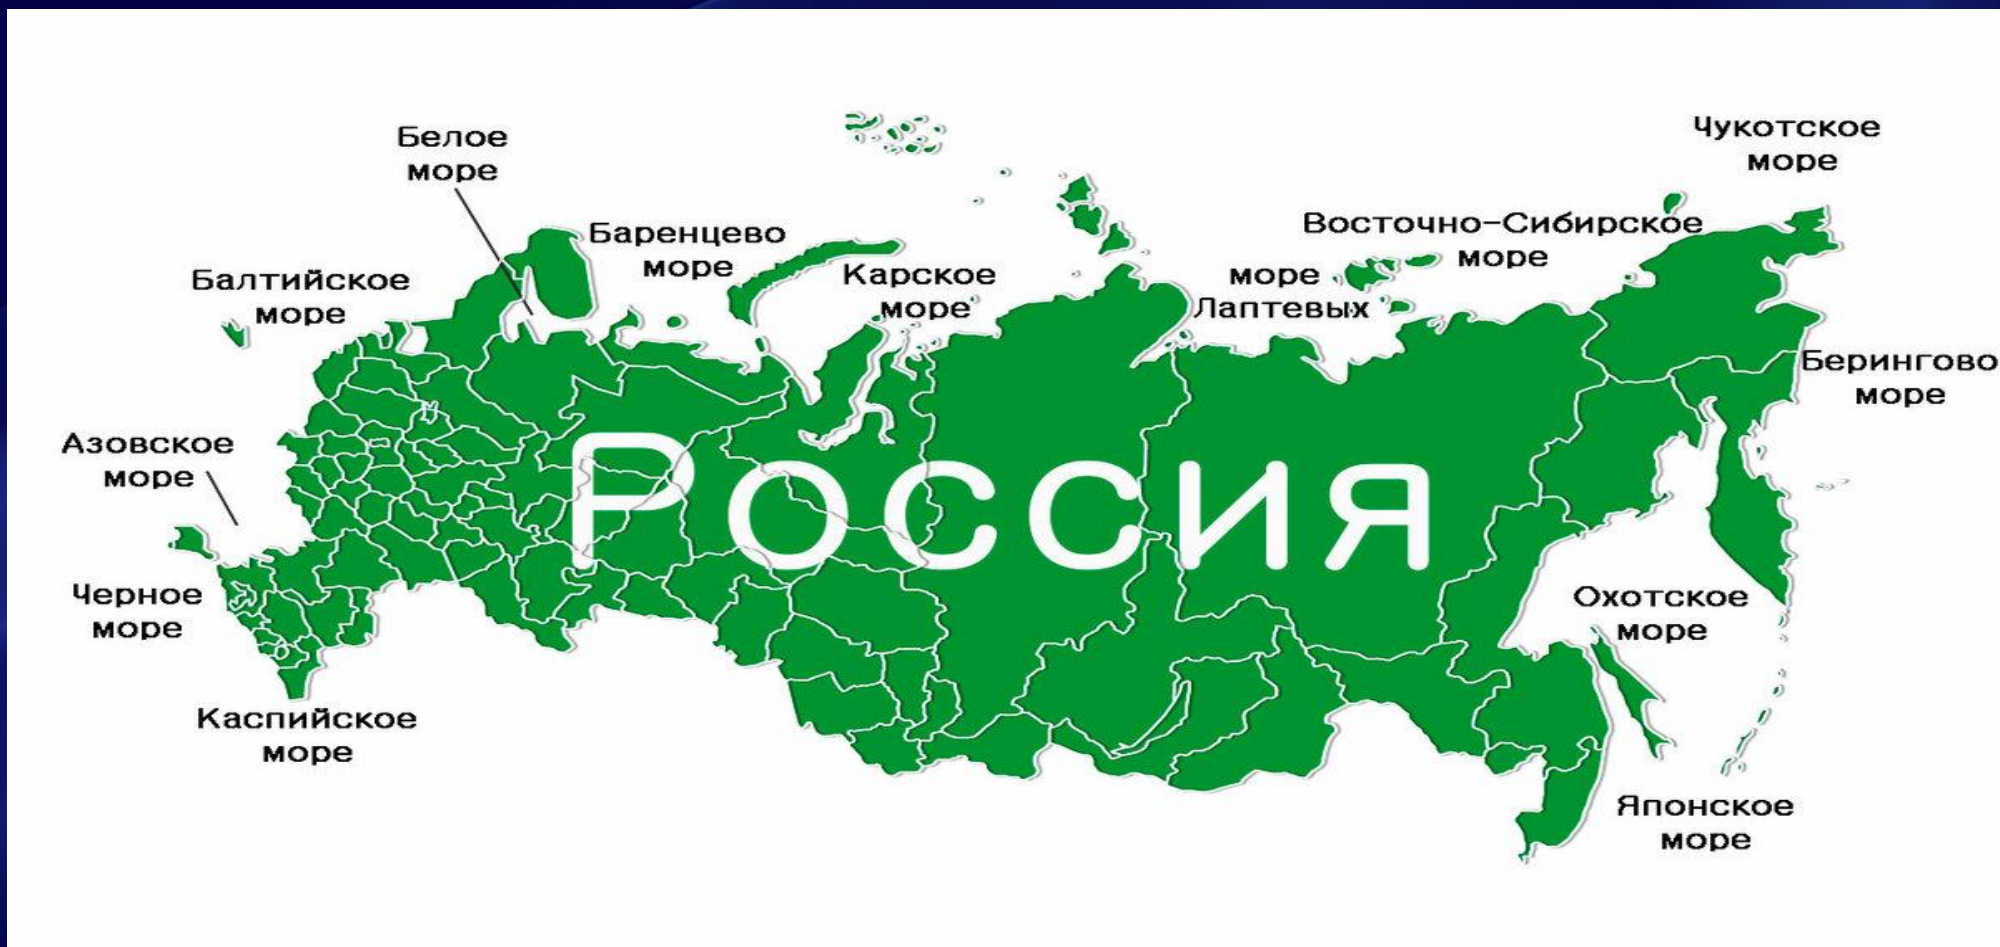 Белое
море
Чукотское
море
Баренцево
море
Восточно-Сибирское
море
Балтийское
море
Карское
море
море
Лаптевых
Берингово
море
Азовское
море
Россия
Черное
море
Охотское
море
Каспийское
море
Японское
море